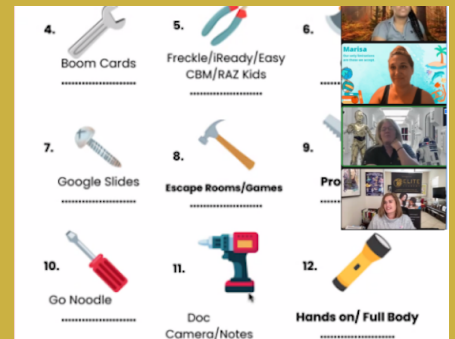 4.
5.
6.
Boom Cards
Freckle/iReady/Easy
CBM/RAZ Kids
Marisa
7.
8.
9.
Google Slides
Escape Rooms/Games
Pro
ELITE
10.
11.
12.
Go Noodle
Doc
Camera/Notes
Hands on/ Full Body